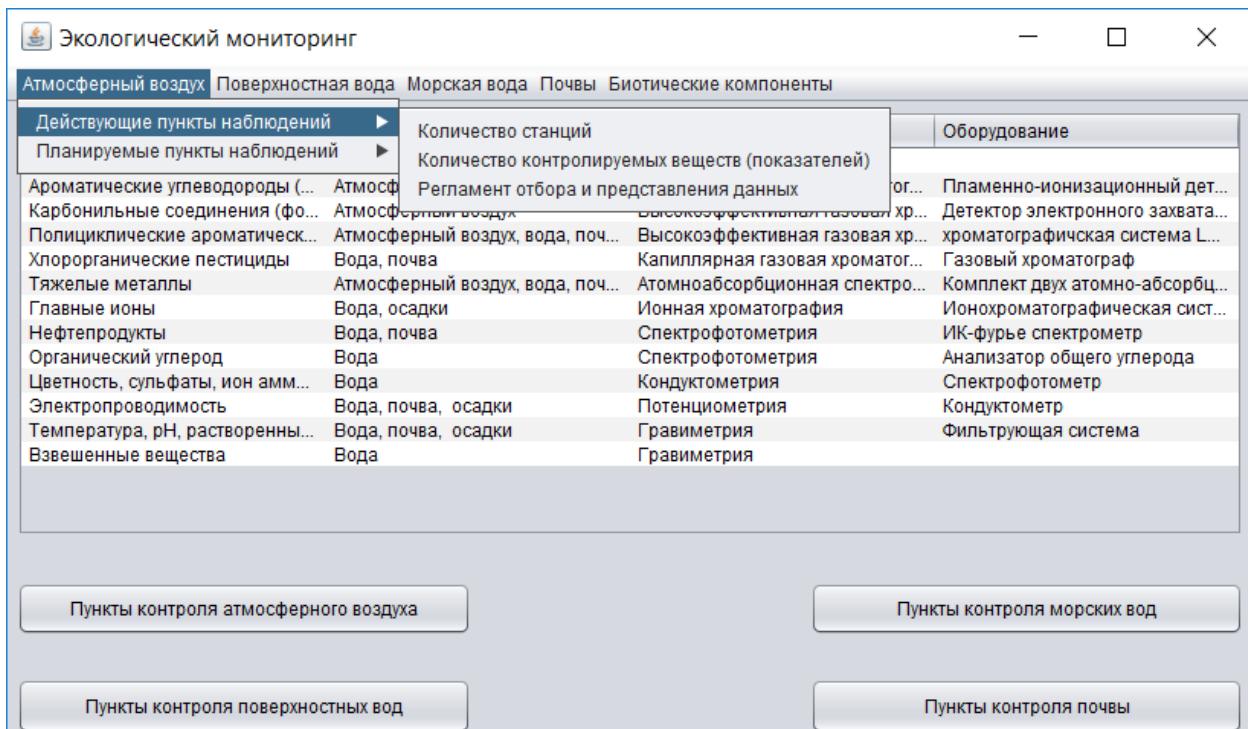 Экологический мониторинг
Атмосферный воздух Поверхностная вода Морская вода Почвы Биотические компоненты
Действующие пункты наблюдений
Планируемые пункты наблюдений
Количество станций
Количество контролируемых веществ (показателей)
Регламент отбора и представления данных
Оборудование
Ароматические углеводороды (... Пламенно-ионизационный дет...
Карбонильные соединения (фо... Атмосферный воздух Высокоэффективная газовая хр... Детектор электронного захвата...
Полициклические ароматическ... Атмосферный воздух, вода, поч... Высокоэффективная газовая хр... хроматографичская система L...
Хлорорганические пестициды Вода, почва Капиллярная газовая хроматог... Газовый хроматограф
Тяжелые металлы Атмосферный воздух, вода, поч... Атомноабсорбционная спектро... Комплект двух атомно-абсорбц...
Главные ионы Вода, осадки Ионная хроматография Ионохроматографическая сист...
Нефтепродукты Вода, почва Спектрофотометрия ИК-фурье спектрометр
Органический углерод Вода Спектрофотометрия Анализатор общего углерода
Цветность, сульфаты, ион амм... Вода Кондуктометрия Спектрофотометр
Электропроводимость Вода, почва, осадки Потенциометрия Кондуктометр
Температура, pH, растворенны... Вода, почва, осадки Гравиметрия Фильтрующая система
Взвешенные вещества Вода Гравиметрия
Пункты контроля атмосферного воздуха
Пункты контроля морских вод
Пункты контроля поверхностных вод
Пункты контроля почвы